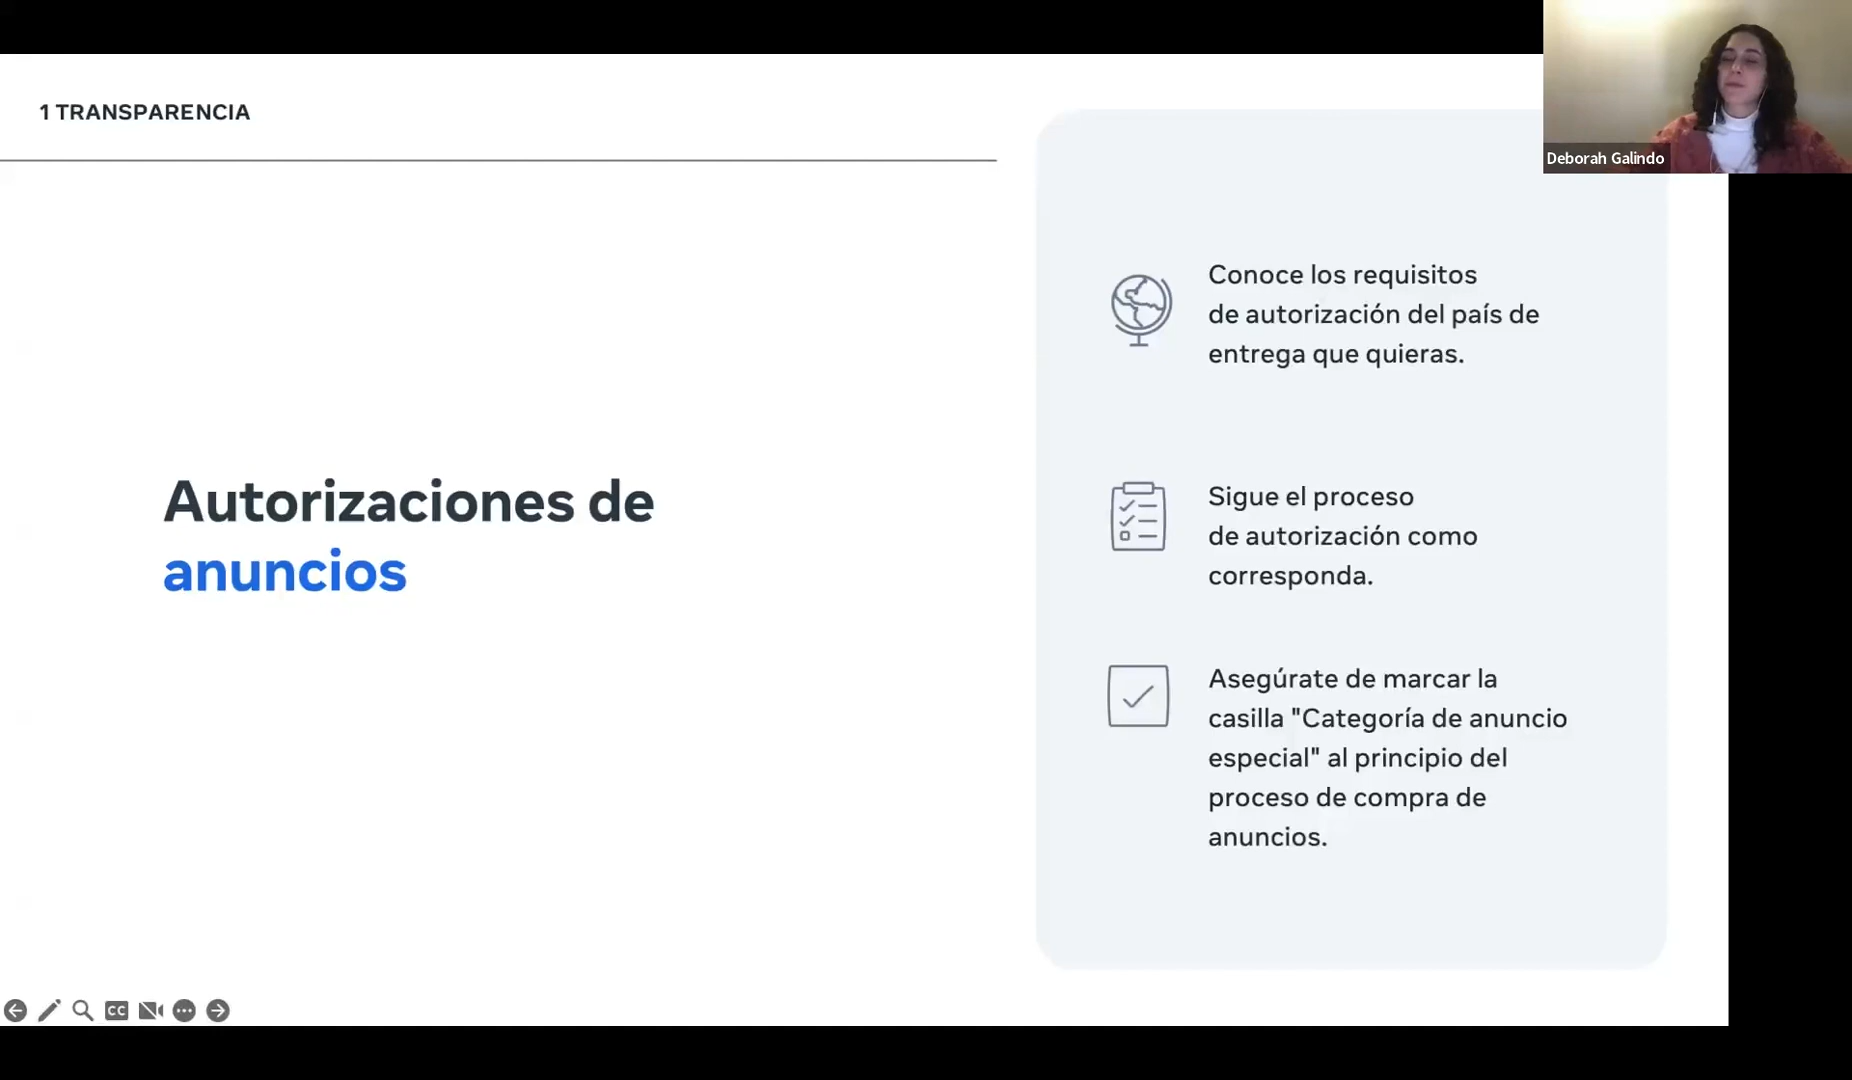 1 TRANSPARENCIA
Deborah Galindo
Autorizaciones de
anuncios
Conoce los requisitos
de autorización del país de
entrega que quieras.
Sigue el proceso
de autorización como
corresponda.
Asegúrate de marcar la
casilla "Categoría de anuncio
especial" al principio del
proceso de compra de
anuncios.
CC